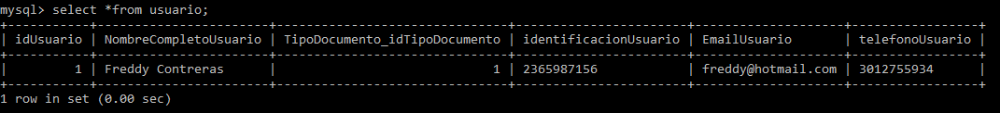 mysql> select *from usuario;
+-----------+-----------------------+-------------------------------+-----------------------+--------------------+-----------------+
| idUsuario | NombreCompletoUsuario | TipoDocumento_idTipoDocumento | identificacionUsuario | EmailUsuario       | telefonoUsuario |
+-----------+-----------------------+-------------------------------+-----------------------+--------------------+-----------------+
|         1 | Freddy Contreras      |                             1 | 2365987156            | freddy@hotmail.com | 3012755934      |
+-----------+-----------------------+-------------------------------+-----------------------+--------------------+-----------------+
1 row in set (0.00 sec)